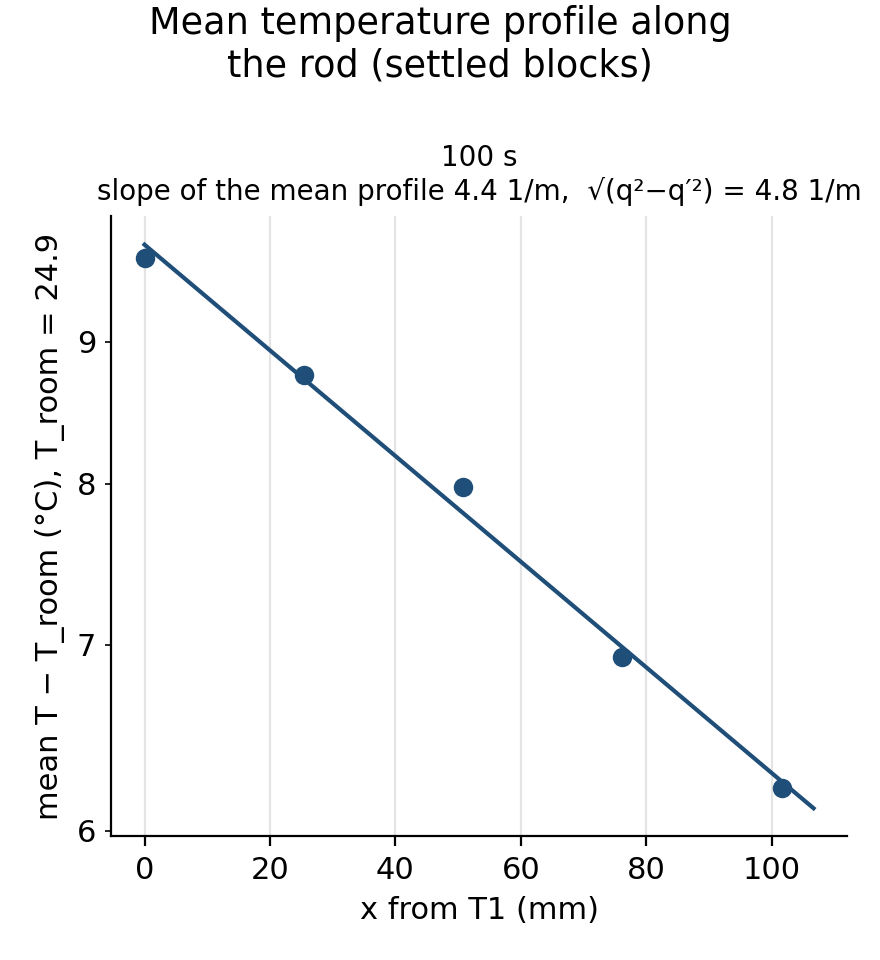 Mean temperature profile along
the rod (settled blocks)
100 s
slope of the mean profile 4.4 1/m,  √(q²−q′²) = 4.8 1/m
mean T − T_room (°C), T_room = 24.9
9
8
7
6
0
20
40
60
80
100
x from T1 (mm)